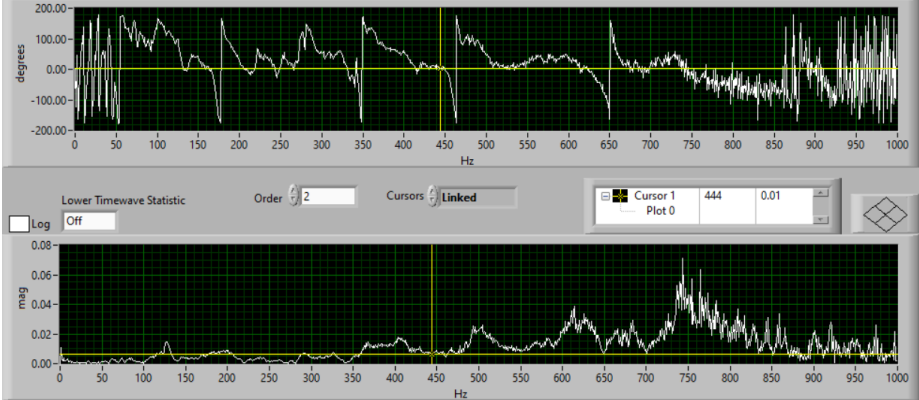 200.00
100.00
0.00
-100.00
-200.00
degrees
0 50 100 150 200 250 300 350 400 450 500 550 600 650 700 750 800 850 900 950 1000
Hz
Lower Timewave Statistic
Log Off
Order 2
Cursors Linked
Cursor 1 444 0.01
Plot 0
0.08
0.06
0.04
0.02
0.00
mag
0 50 100 150 200 250 300 350 400 450 500 550 600 650 700 750 800 850 900 950 1000
Hz